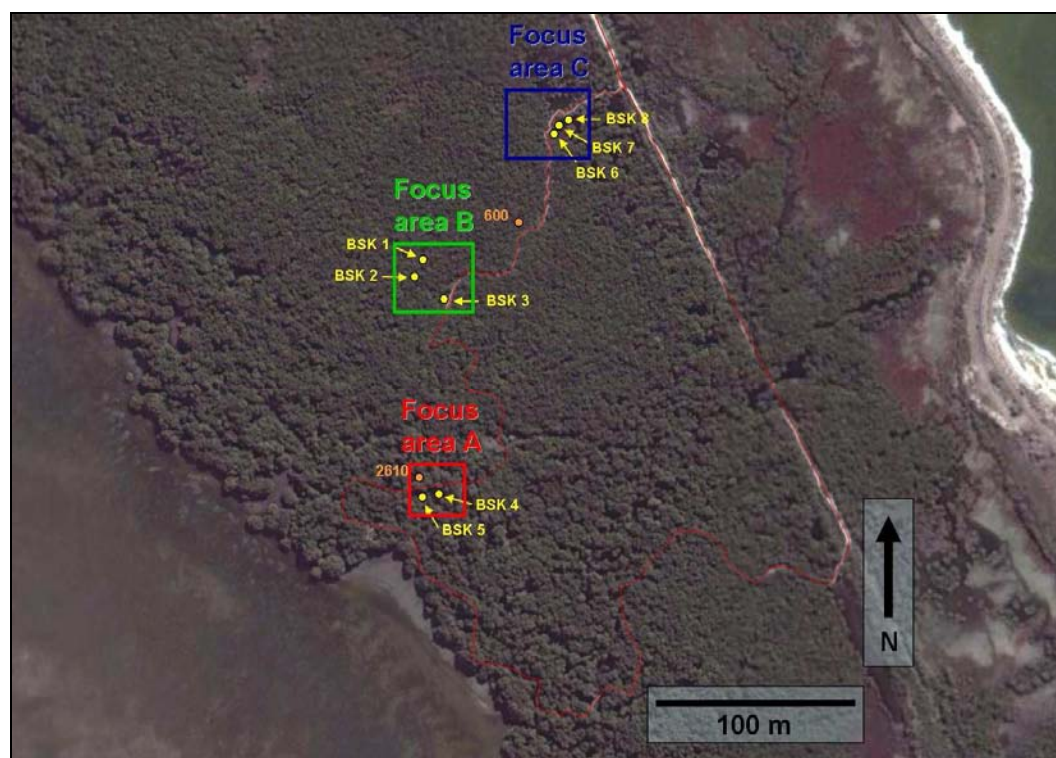 Focus
area C
BSK 8
BSK 7
BSK 6
Focus
area B
600
BSK 1
BSK 2
BSK 3
Focus
area A
2610
BSK 4
BSK 5
N
100 m